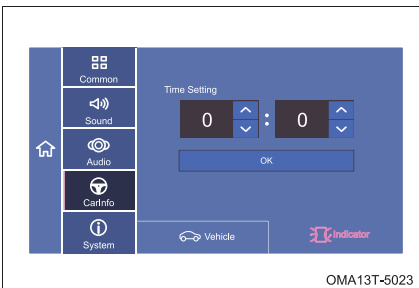 Common
Sound
Audio
CarInfo
System
Time Setting
0 : 0
OK
Vehicle
Indicator
OMA13T-5023